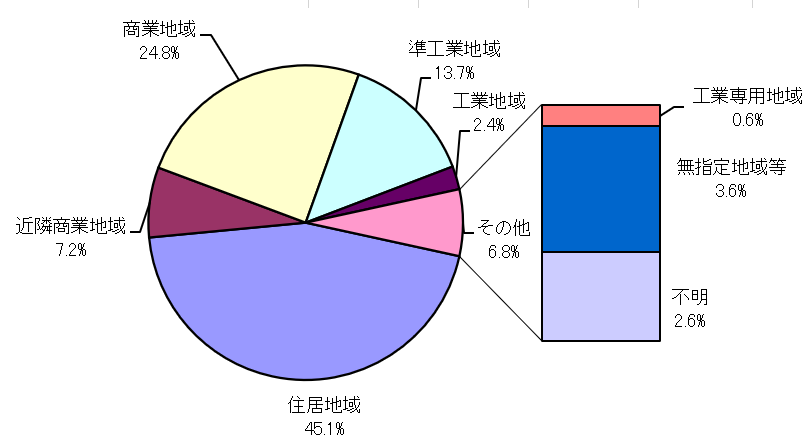 商業地域
24.8%
準工業地域
13.7%
工業地域
2.4%
工業専用地域
0.6%
無指定地域等
3.6%
近隣商業地域
7.2%
その他
6.8%
不明
2.6%
住居地域
45.1%